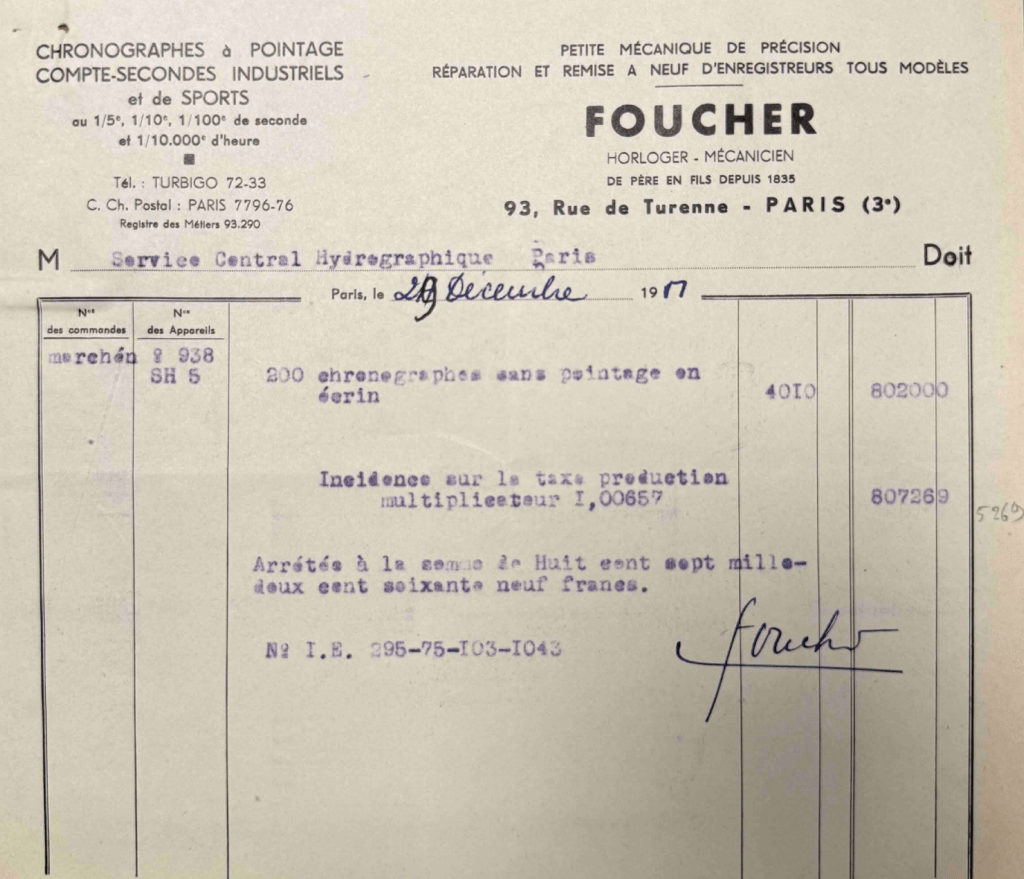 CHRONOGRAPHES à POINTAGE
COMPTE-SECONDES INDUSTRIELS
et de SPORTS
au 1/5e, 1/10e, 1/100e de seconde
et 1/10.000e d'heure
Tél. : TURBIGO 72-33
C. Ch. Postal : PARIS 7796-76
Registre des Métiers 93.290
PETITE MÉCANIQUE DE PRÉCISION
RÉPARATION ET REMISE A NEUF D'ENREGISTREURS TOUS MODÈLES
FOUCHER
HORLOGER - MÉCANICIEN
DE PÈRE EN FILS DEPUIS 1835
93, Rue de Turenne - PARIS (3e)
M Service Central Hydrographique Paris Doit
Paris, le Décembre 19
Nos des commandes
Nos des Appareils
marché nº 938
SH 5
200 chronographes sans pointage en
écrin 4010 802000
Incidence sur la taxe production
multiplicateur I,00657 807269
5269
Arrêtés à la somme de Huit cent sept mille-
deux cent soixante neuf francs.
Nº I.E. 295-75-I03-I043
Foucher